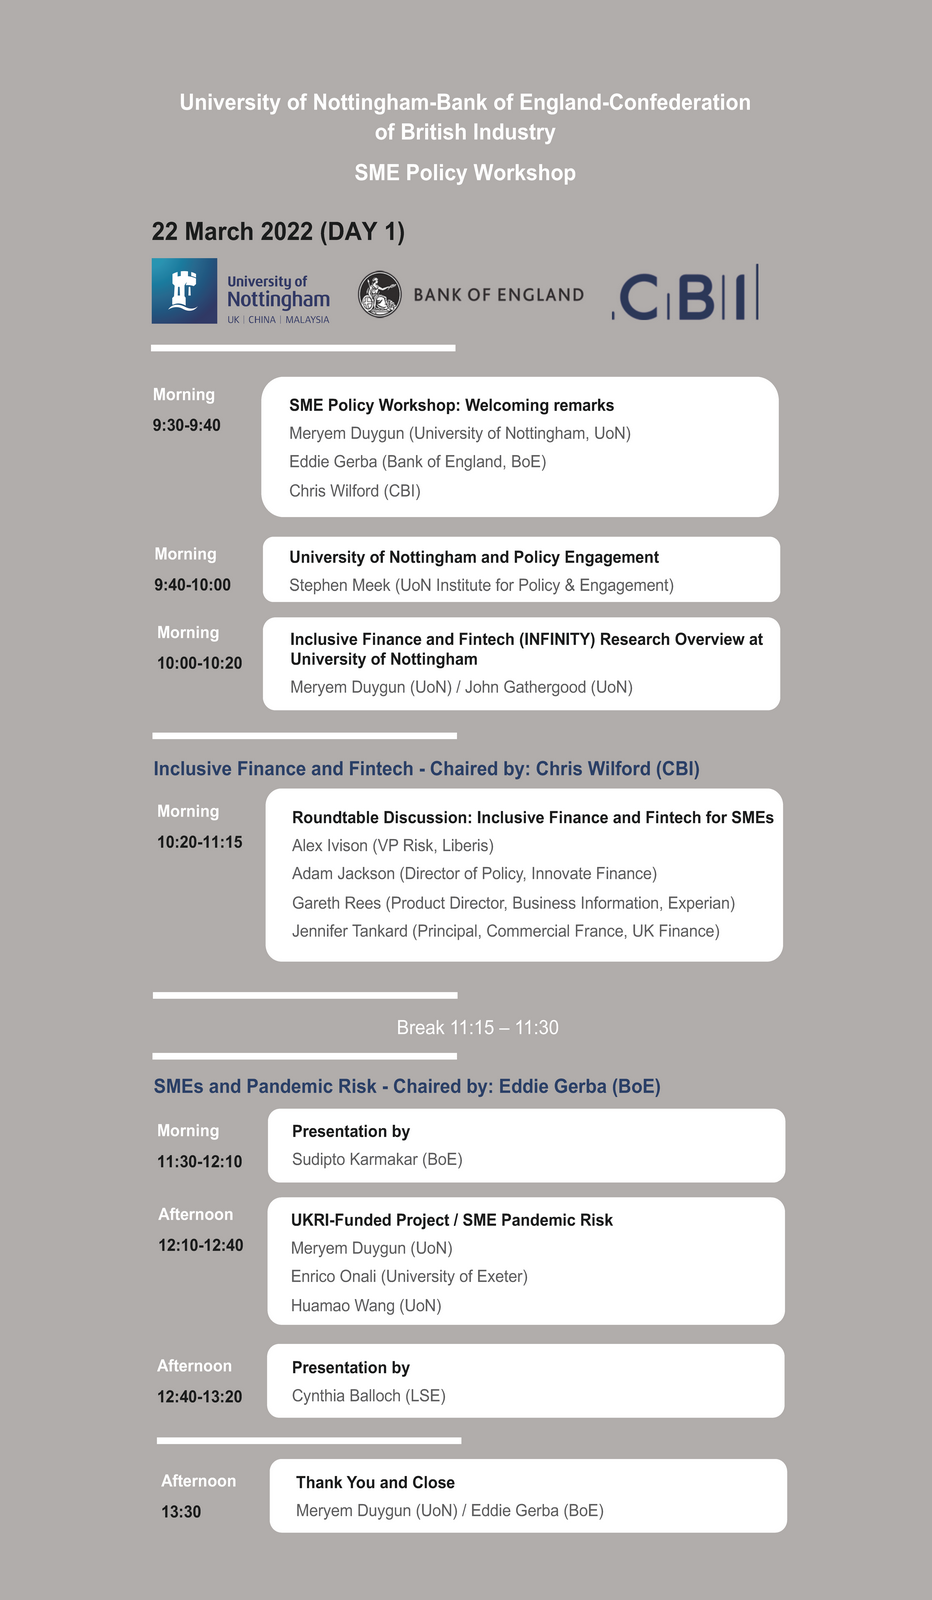 University of Nottingham-Bank of England-Confederation
of British Industry
SME Policy Workshop
22 March 2022 (DAY 1)
University of
Nottingham
UK | CHINA | MALAYSIA
BANK OF ENGLAND
CBI
Morning
9:30-9:40
SME Policy Workshop: Welcoming remarks
Meryem Duygun (University of Nottingham, UoN)
Eddie Gerba (Bank of England, BoE)
Chris Wilford (CBI)
Morning
9:40-10:00
University of Nottingham and Policy Engagement
Stephen Meek (UoN Institute for Policy & Engagement)
Morning
10:00-10:20
Inclusive Finance and Fintech (INFINITY) Research Overview at
University of Nottingham
Meryem Duygun (UoN) / John Gathergood (UoN)
Inclusive Finance and Fintech - Chaired by: Chris Wilford (CBI)
Morning
10:20-11:15
Roundtable Discussion: Inclusive Finance and Fintech for SMEs
Alex Ivison (VP Risk, Liberis)
Adam Jackson (Director of Policy, Innovate Finance)
Gareth Rees (Product Director, Business Information, Experian)
Jennifer Tankard (Principal, Commercial France, UK Finance)
Break 11:15 – 11:30
SMEs and Pandemic Risk - Chaired by: Eddie Gerba (BoE)
Morning
11:30-12:10
Presentation by
Sudipto Karmakar (BoE)
Afternoon
12:10-12:40
UKRI-Funded Project / SME Pandemic Risk
Meryem Duygun (UoN)
Enrico Onali (University of Exeter)
Huamao Wang (UoN)
Afternoon
12:40-13:20
Presentation by
Cynthia Balloch (LSE)
Afternoon
13:30
Thank You and Close
Meryem Duygun (UoN) / Eddie Gerba (BoE)